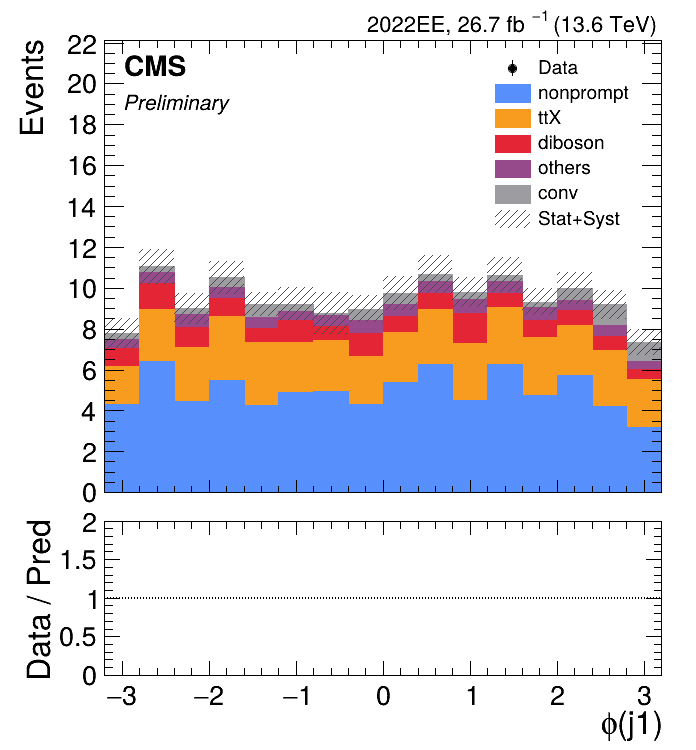 2022EE, 26.7 fb⁻¹ (13.6 TeV)
CMS
Preliminary
Data
nonprompt
ttX
diboson
others
conv
Stat+Syst
Events
22
20
18
16
14
12
10
8
6
4
2
0
Data / Pred
2
1.5
1
0.5
0
−3 −2 −1 0 1 2 3
ϕ(j1)